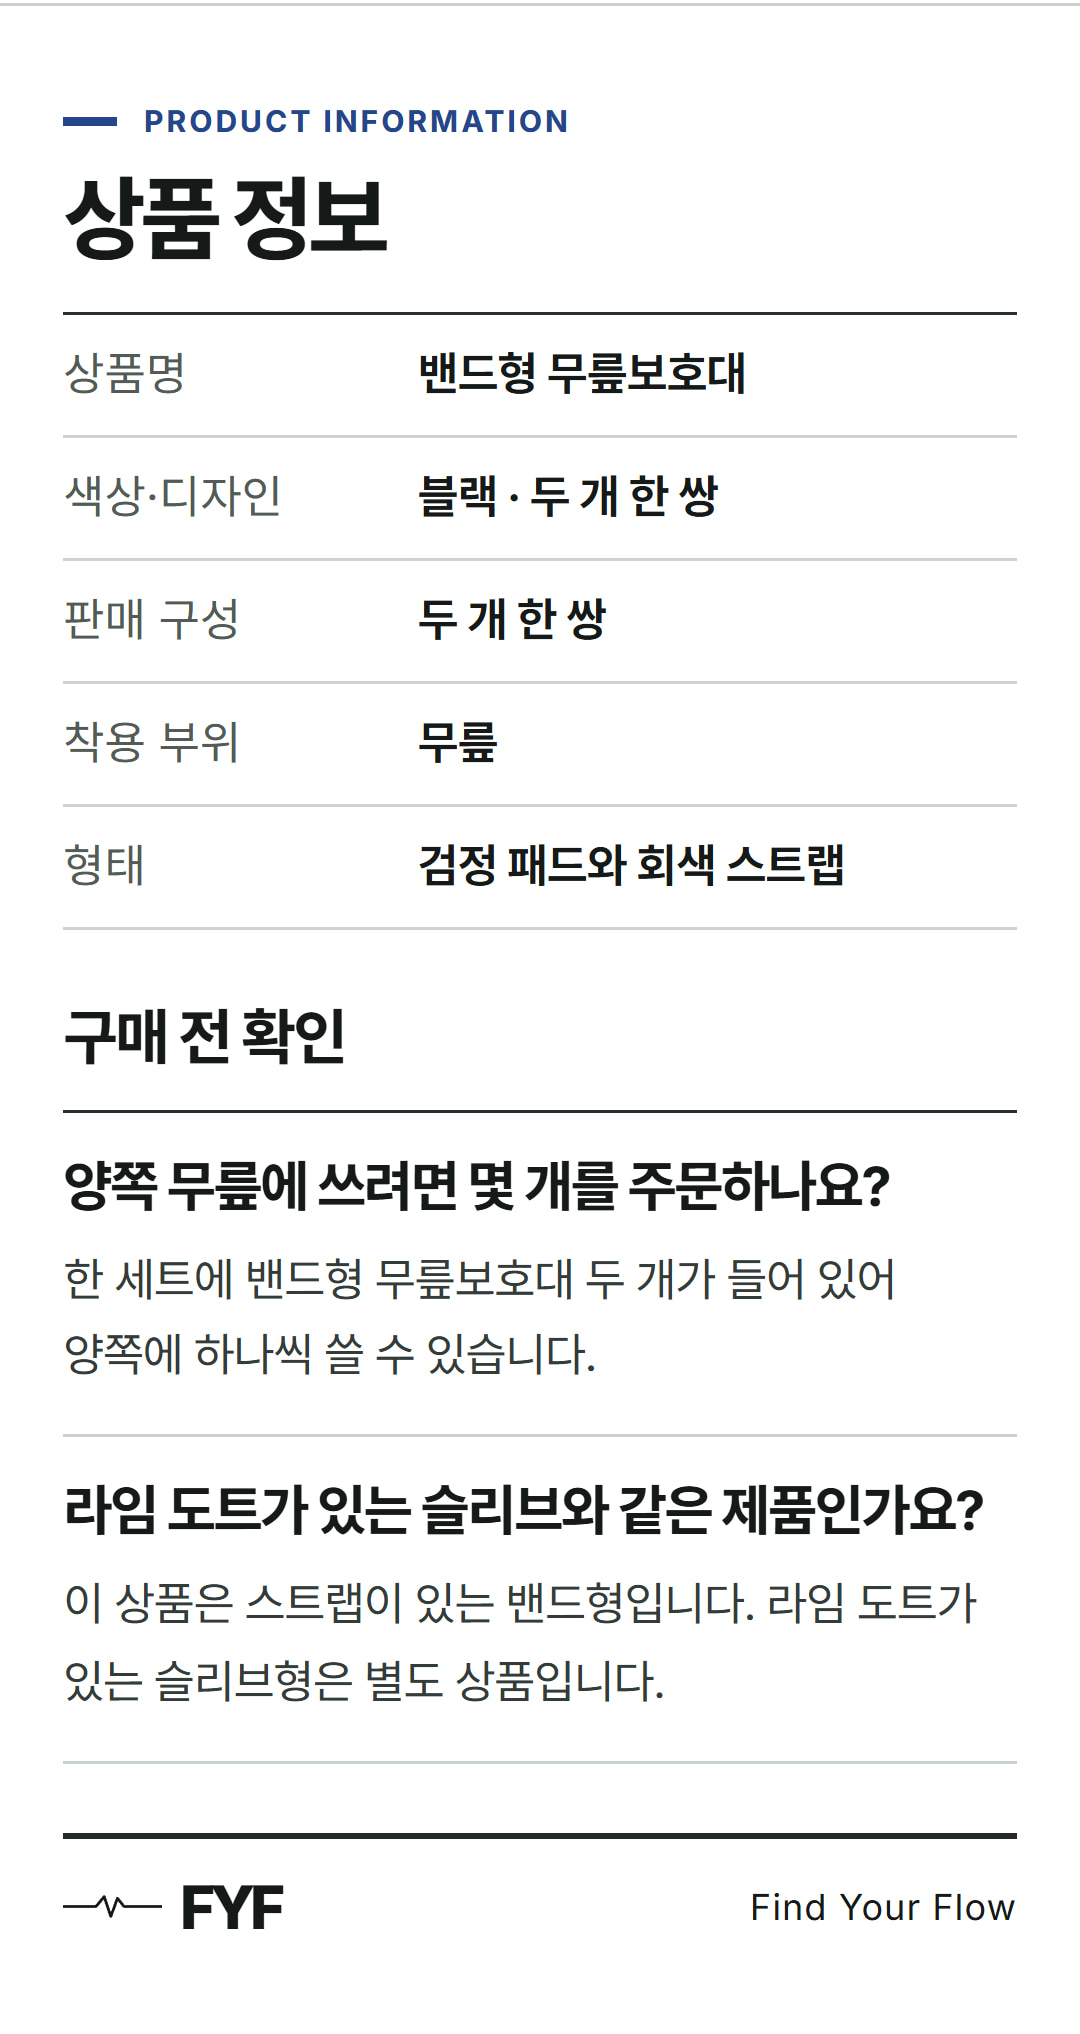 PRODUCT INFORMATION
상품 정보
상품명 밴드형 무릎보호대
색상·디자인 블랙 · 두 개 한 쌍
판매 구성 두 개 한 쌍
착용 부위 무릎
형태 검정 패드와 회색 스트랩
구매 전 확인
양쪽 무릎에 쓰려면 몇 개를 주문하나요?
한 세트에 밴드형 무릎보호대 두 개가 들어 있어
양쪽에 하나씩 쓸 수 있습니다.
라임 도트가 있는 슬리브와 같은 제품인가요?
이 상품은 스트랩이 있는 밴드형입니다. 라임 도트가
있는 슬리브형은 별도 상품입니다.
FYF Find Your Flow